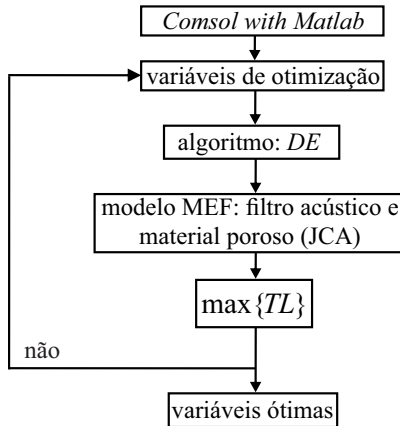 Comsol with Matlab
variáveis de otimização
algoritmo: DE
modelo MEF: filtro acústico e
material poroso (JCA)
max{TL}
não
variáveis ótimas